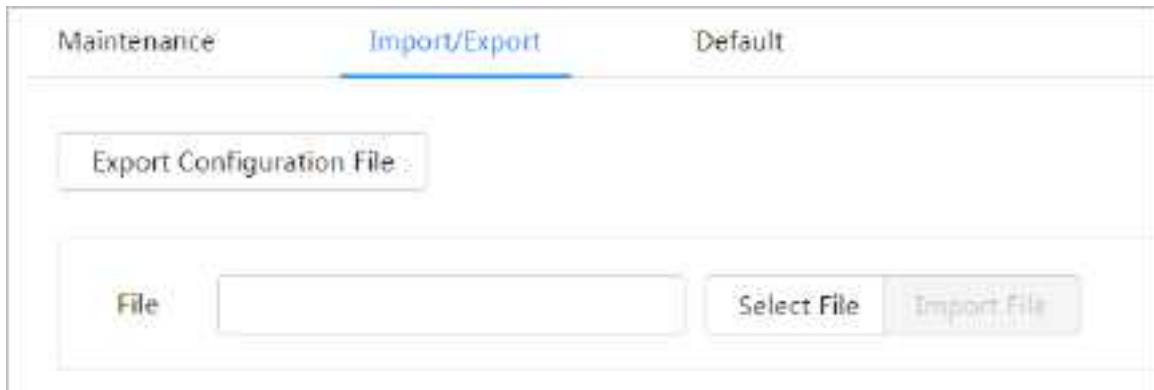 Maintenance Import/Export Default
Export Configuration File
File Select File Import File